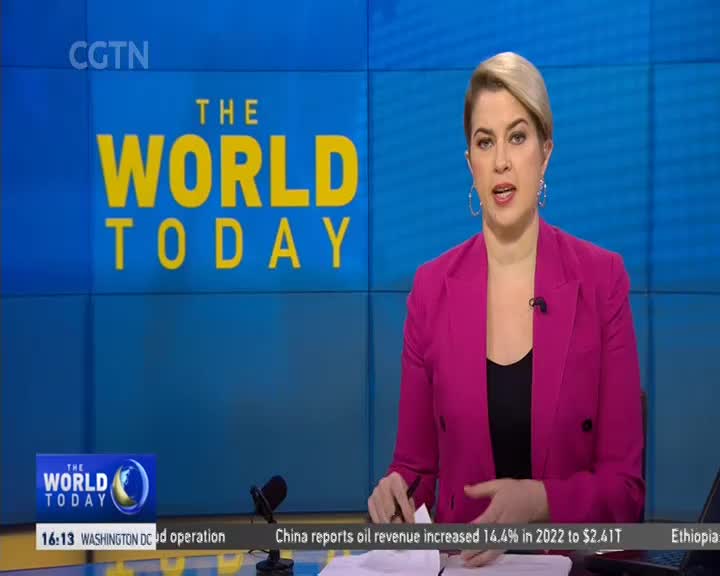 CGTN
THE
WORLD
TODAY
THE
WORLD
TODAY
16:13 WASHINGTON DC ud operation China reports oil revenue increased 14.4% in 2022 to $2.41T Ethiopia: